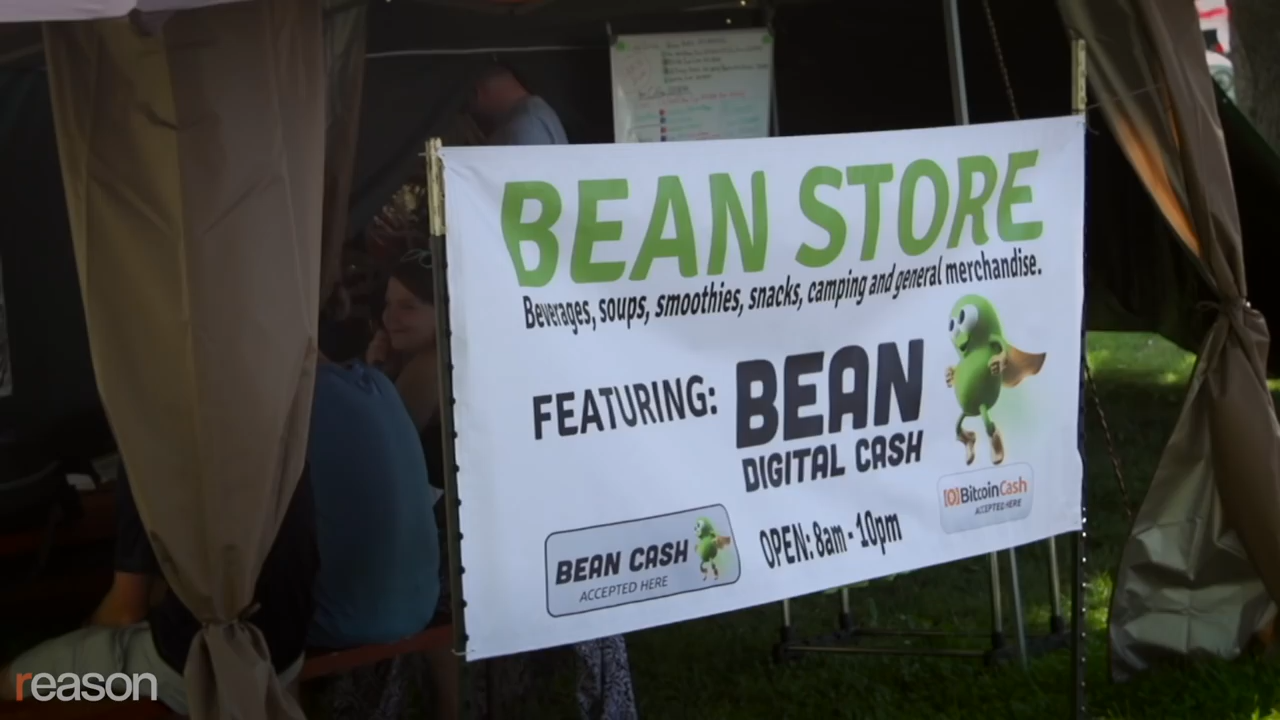 BEAN STORE
Beverages, soups, smoothies, snacks, camping and general merchandise.
FEATURING: BEAN
DIGITAL CASH
BitcoinCash
ACCEPTED HERE
BEAN CASH
ACCEPTED HERE
OPEN: 8am - 10pm
reason